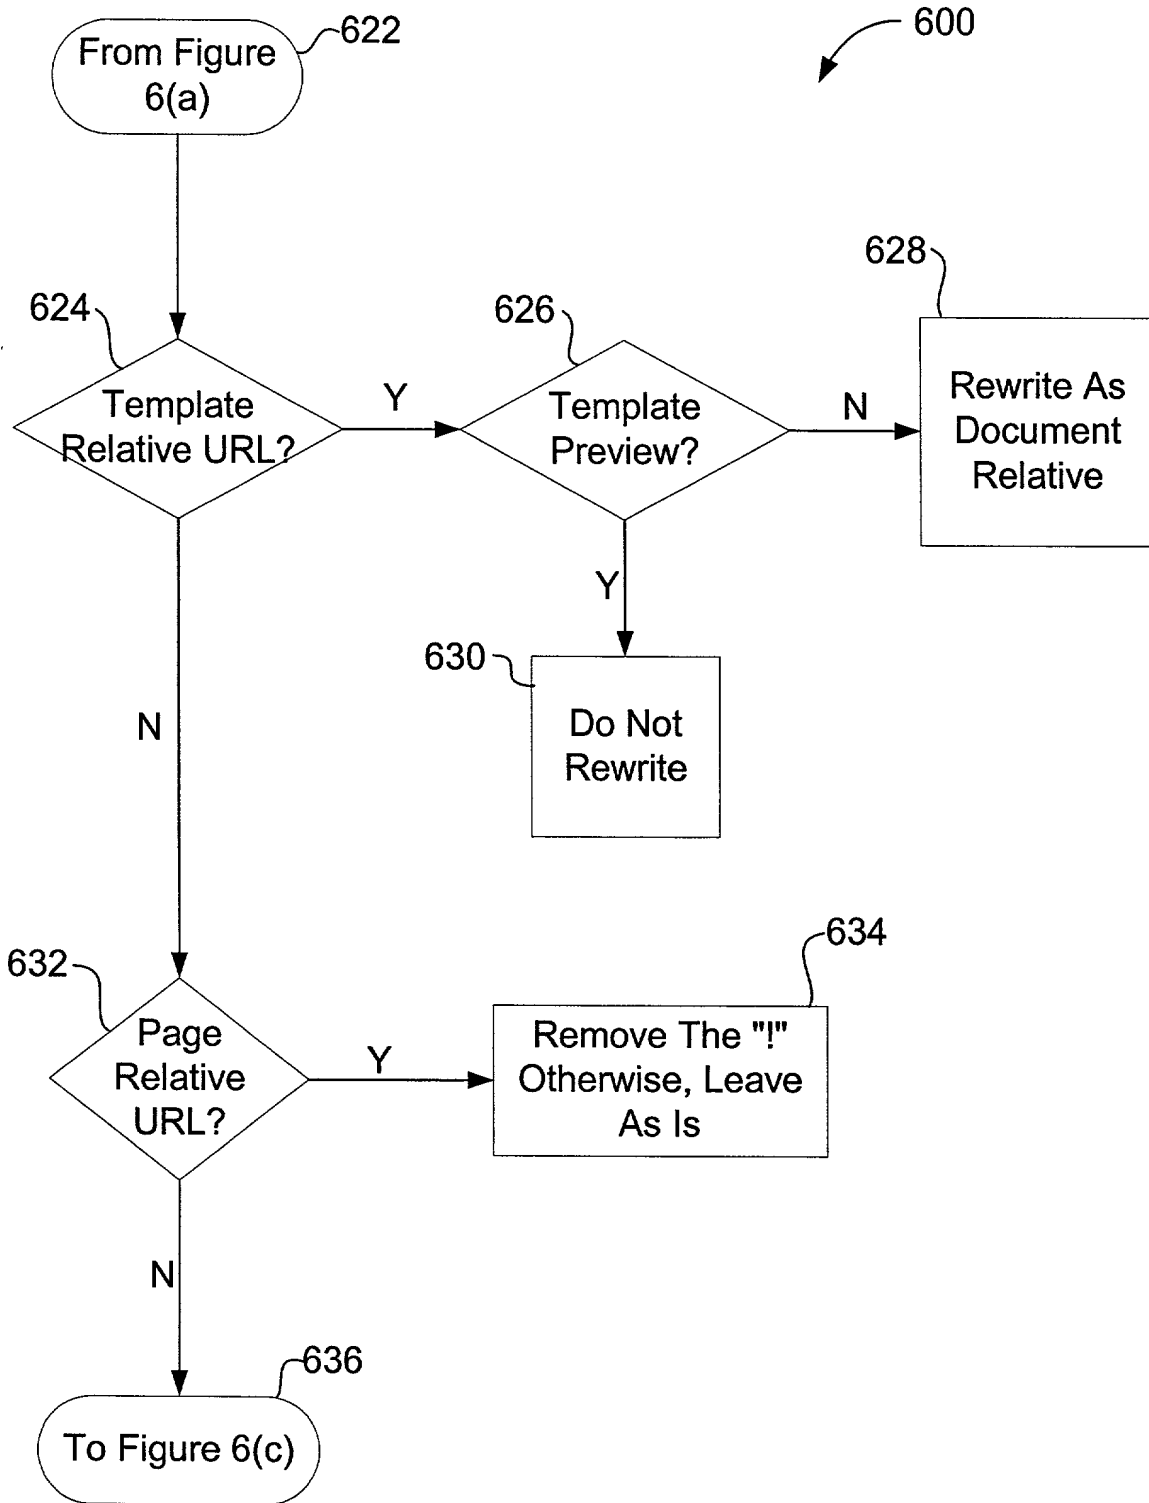 600
622
From Figure
6(a)
624
Template
Relative URL?
Y
626
Template
Preview?
N
628
Rewrite As
Document
Relative
Y
630
Do Not
Rewrite
N
632
Page
Relative
URL?
Y
634
Remove The "!"
Otherwise, Leave
As Is
N
636
To Figure 6(c)